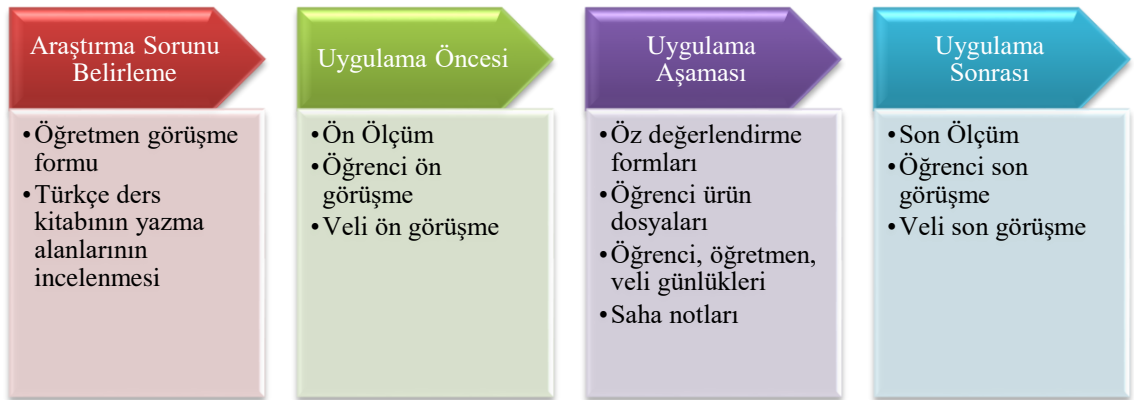 Araştırma Sorunu
Belirleme
•Öğretmen görüşme
formu
•Türkçe ders
kitabının yazma
alanlarının
incelenmesi
Uygulama Öncesi
•Ön Ölçüm
•Öğrenci ön
görüşme
•Veli ön görüşme
Uygulama
Aşaması
•Öz değerlendirme
formları
•Öğrenci ürün
dosyaları
•Öğrenci, öğretmen,
veli günlükleri
•Saha notları
Uygulama
Sonrası
•Son Ölçüm
•Öğrenci son
görüşme
•Veli son görüşme